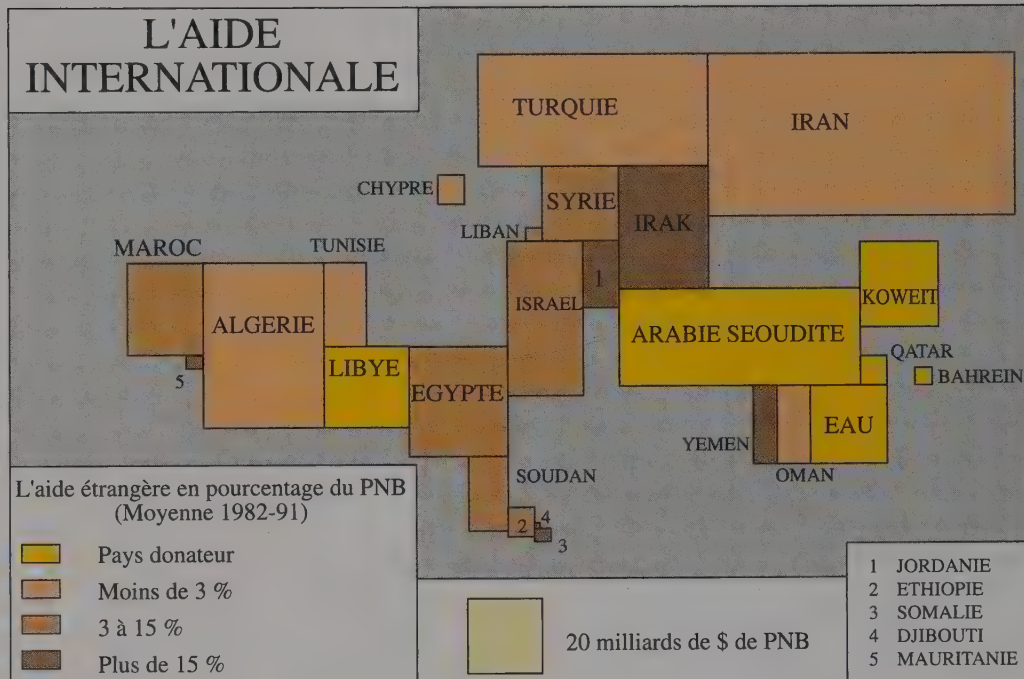 L'AIDE
INTERNATIONALE
TURQUIE
IRAN
CHYPRE
SYRIE
LIBAN
IRAK
MAROC
TUNISIE
1
ISRAEL
KOWEIT
ALGERIE
ARABIE SEOUDITE
LIBYE
QATAR
5
EGYPTE
BAHREIN
EAU
YEMEN
OMAN
SOUDAN
2
4
3
L'aide étrangère en pourcentage du PNB
(Moyenne 1982-91)
Pays donateur
Moins de 3 %
3 à 15 %
Plus de 15 %
20 milliards de $ de PNB
1 JORDANIE
2 ETHIOPIE
3 SOMALIE
4 DJIBOUTI
5 MAURITANIE